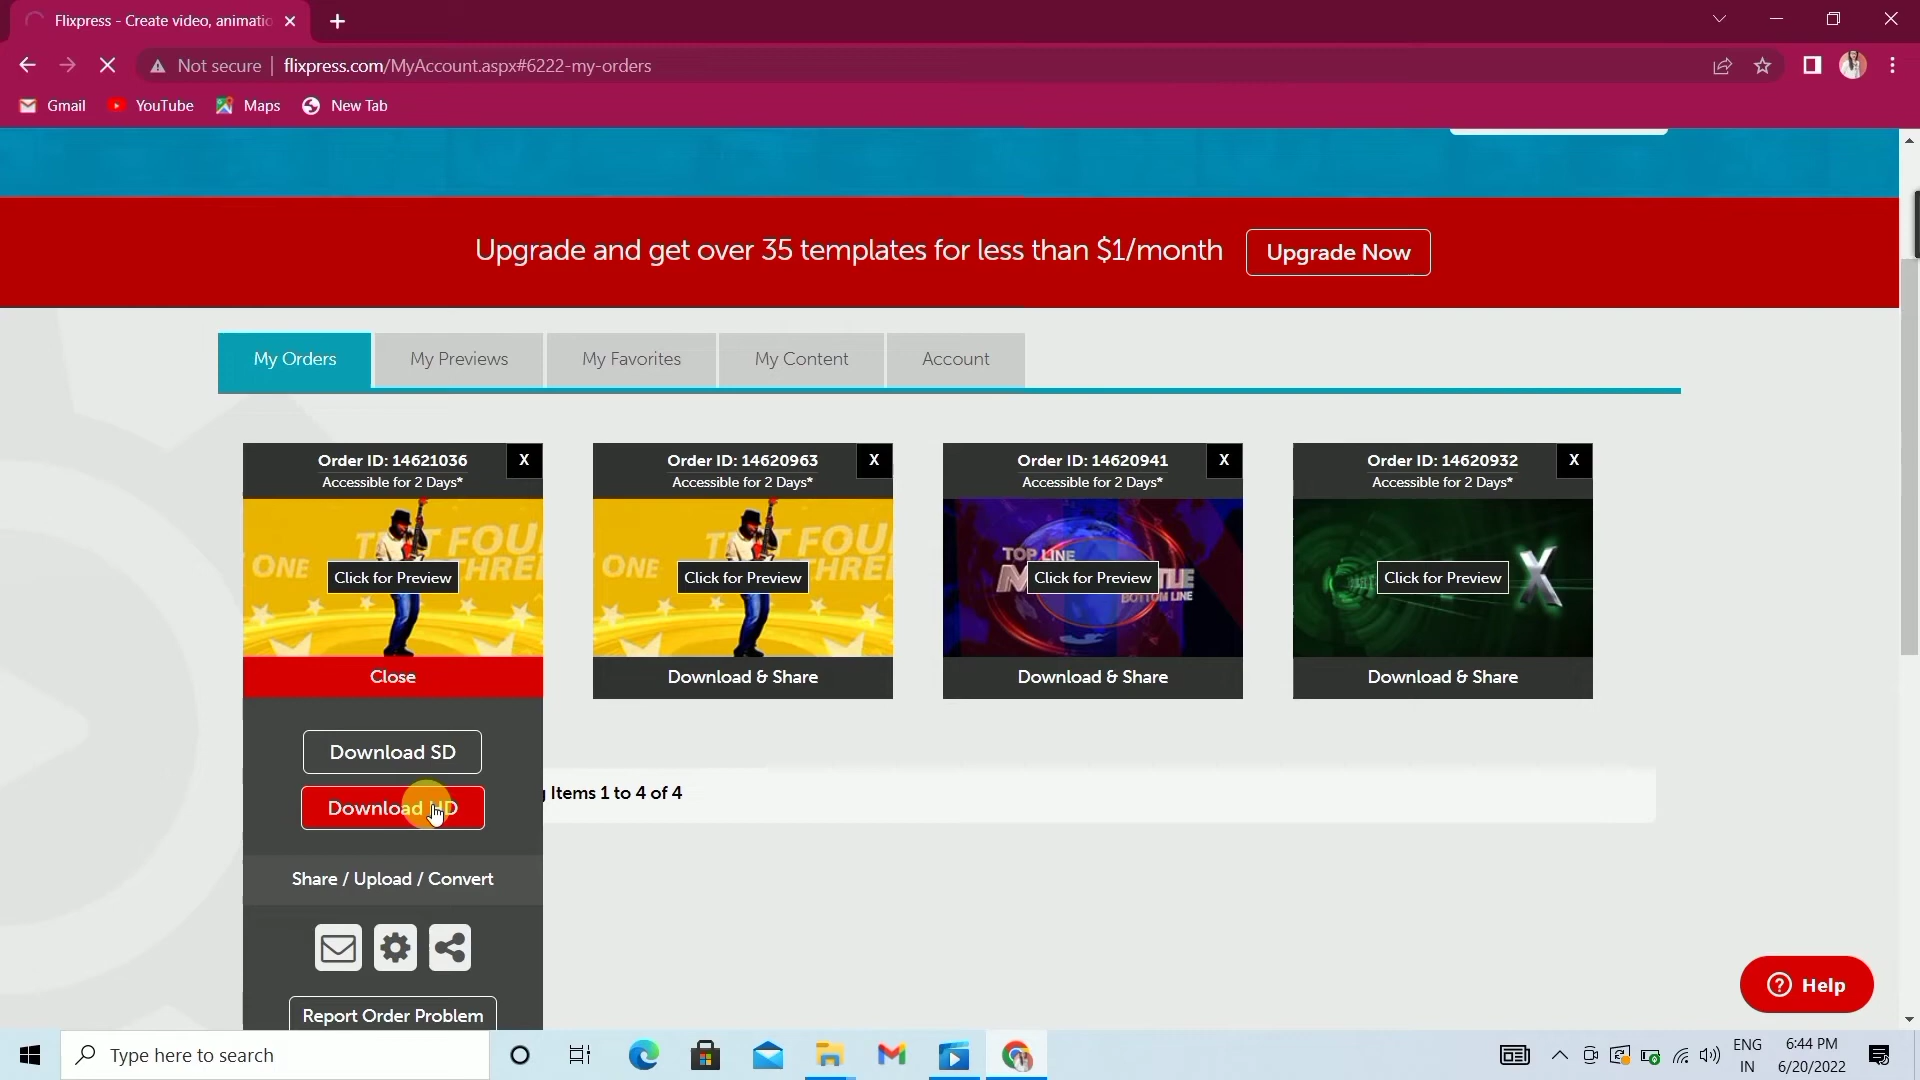 Flixpress - Create video, animatio
Not secure
flixpress.com/MyAccount.aspx#6222-my-orders
Gmail
YouTube
Maps
New Tab
Upgrade and get over 35 templates for less than $1/month
Upgrade Now
My Orders
My Previews
My Favorites
My Content
Account
Order ID: 14621036
X
Accessible for 2 Days*
ONE
Click for Preview
Close
Download SD
Download HD
Share / Upload / Convert
Report Order Problem
Order ID: 14620963
X
Accessible for 2 Days*
ONE
Click for Preview
Download & Share
Order ID: 14620941
X
Accessible for 2 Days*
TOP LINE
Click for Preview
BOTTOM LINE
Download & Share
Order ID: 14620932
X
Accessible for 2 Days*
Click for Preview
X
Download & Share
Items 1 to 4 of 4
Help
Type here to search
ENG
IN
6:44 PM
6/20/2022